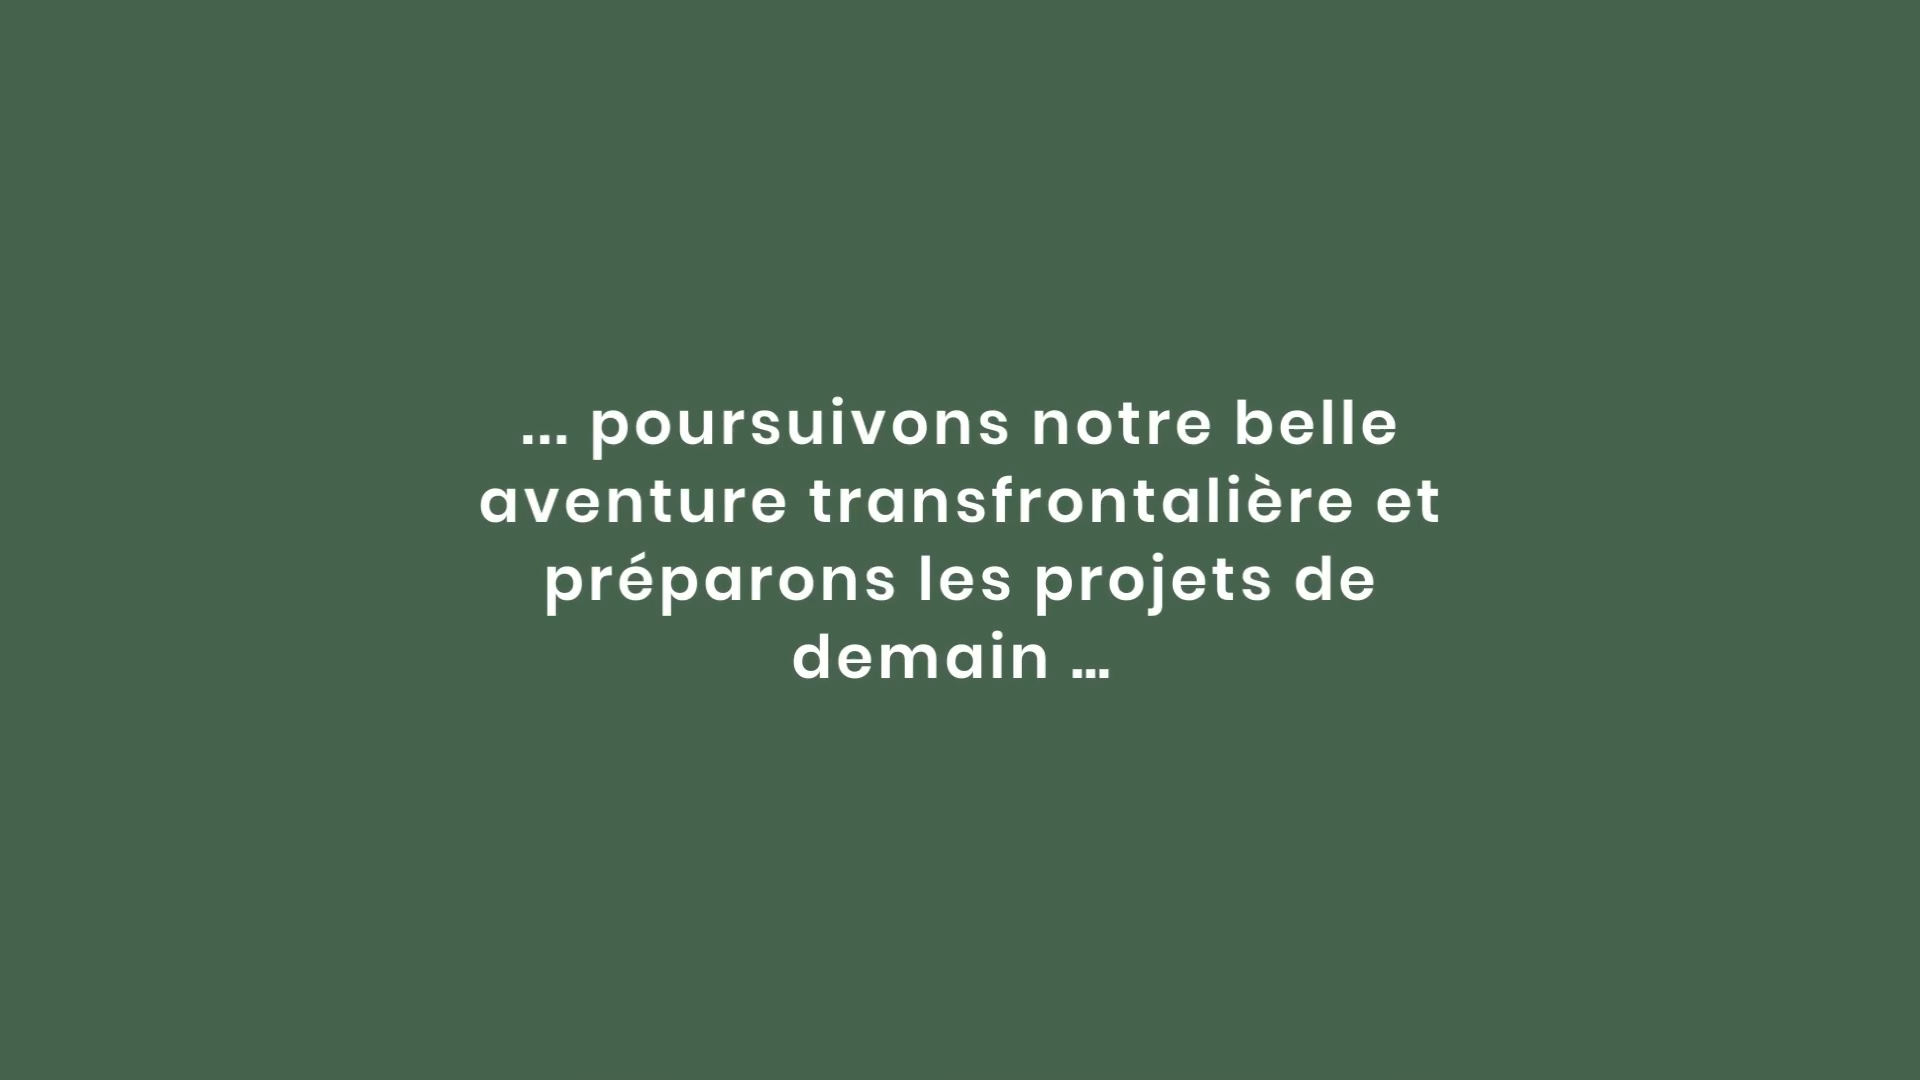 ... poursuivons notre belle
aventure transfrontalière et
préparons les projets de
demain ...